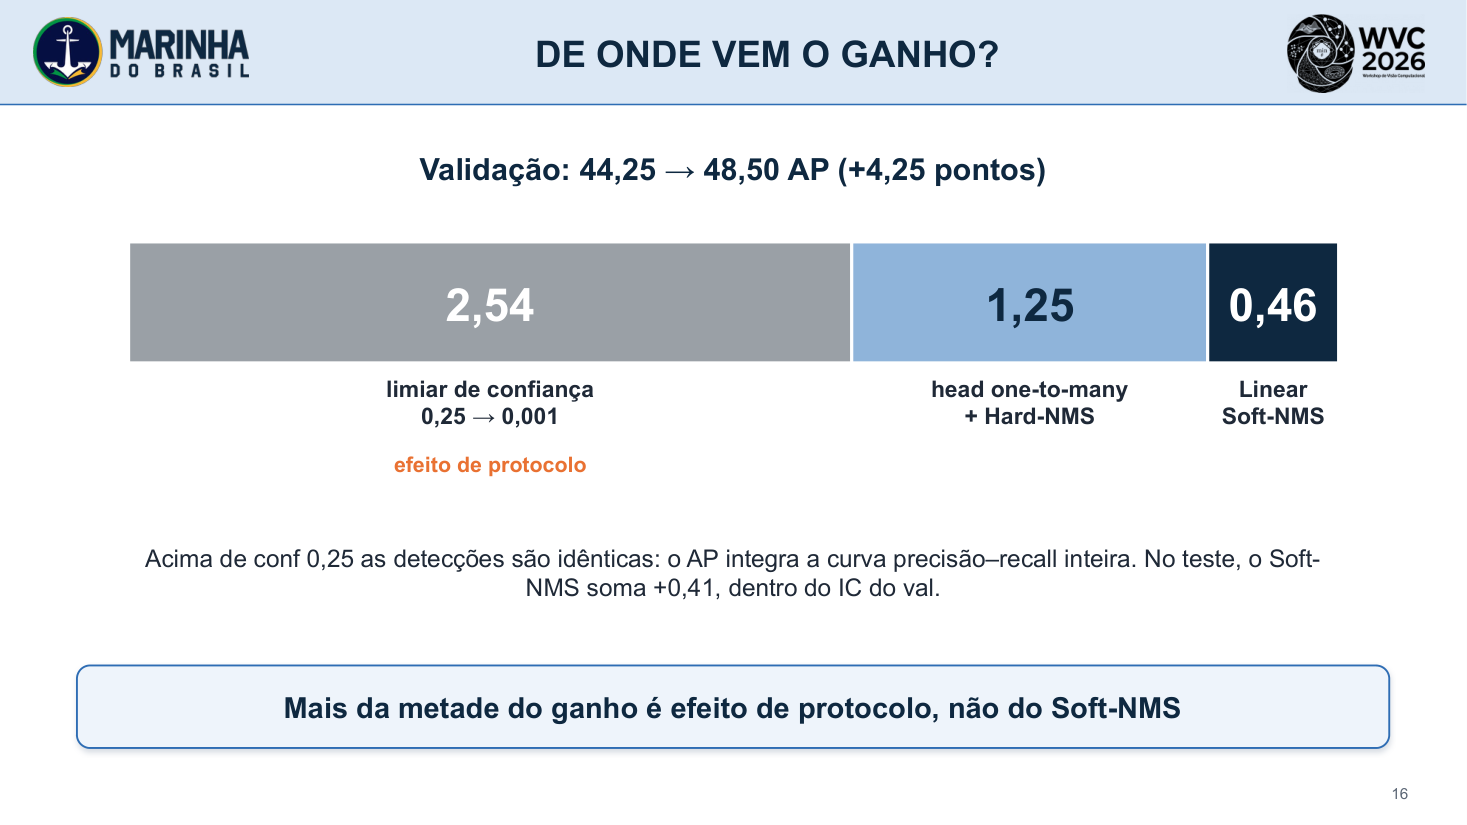 MARINHA
DO BRASIL
DE ONDE VEM O GANHO?
WVC
2026
Workshop de Visão Computacional
Validação: 44,25 → 48,50 AP (+4,25 pontos)
2,54
1,25
0,46
limiar de confiança
0,25 → 0,001
head one-to-many
+ Hard-NMS
Linear
Soft-NMS
efeito de protocolo
Acima de conf 0,25 as detecções são idênticas: o AP integra a curva precisão–recall inteira. No teste, o Soft-
NMS soma +0,41, dentro do IC do val.
Mais da metade do ganho é efeito de protocolo, não do Soft-NMS
16